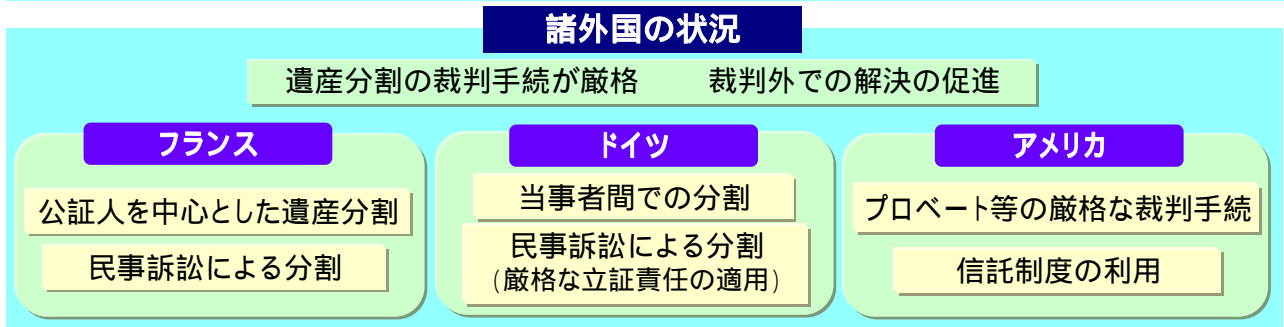 諸外国の状況
遺産分割の裁判手続が厳格　　裁判外での解決の促進
フランス
公証人を中心とした遺産分割
民事訴訟による分割
ドイツ
当事者間での分割
民事訴訟による分割
(厳格な立証責任の適用)
アメリカ
プロベート等の厳格な裁判手続
信託制度の利用